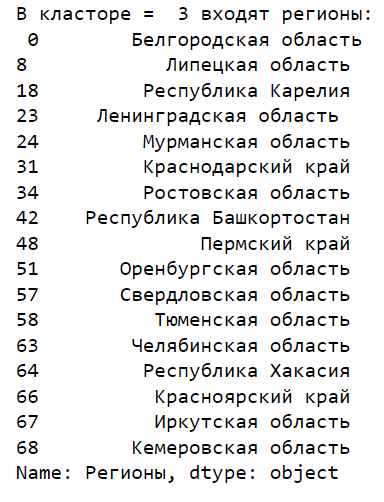 В класторе =  3 входят регионы:
0 Белгородская область
8 Липецкая область
18 Республика Карелия
23 Ленинградская область
24 Мурманская область
31 Краснодарский край
34 Ростовская область
42 Республика Башкортостан
48 Пермский край
51 Оренбургская область
57 Свердловская область
58 Тюменская область
63 Челябинская область
64 Республика Хакасия
66 Красноярский край
67 Иркутская область
68 Кемеровская область
Name: Регионы, dtype: object